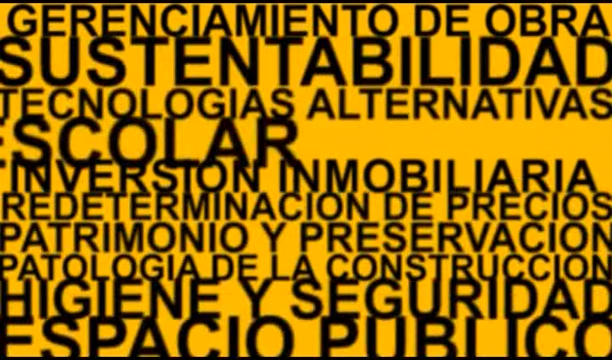 GERENCIAMIENTO DE OBRA
SUSTENTABILIDAD
TECNOLOGIAS ALTERNATIVAS
ESCOLAR
INVERSION INMOBILIARIA
REDETERMINACION DE PRECIOS
PATRIMONIO Y PRESERVACION
PATOLOGIA DE LA CONSTRUCCION
HIGIENE Y SEGURIDAD
ESPACIO PUBLICO